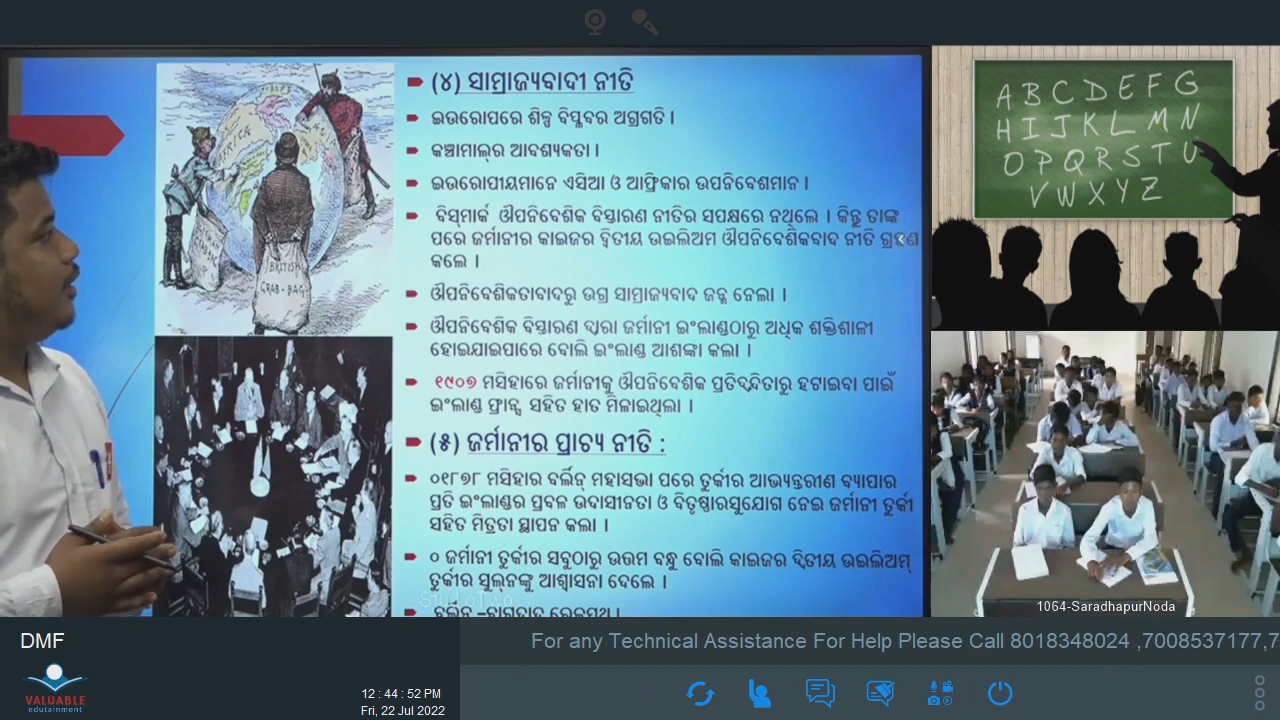 (୪) ସାମ୍ରାଜ୍ୟବାଦୀ ନୀତି
ଇଉରୋପରେ ଶିଳ୍ପ ବିପ୍ଳବର ଅଗ୍ରଗତି ।
କଞ୍ଚାମାଲ୍‌ର ଆବଶ୍ୟକତା ।
ଇଉରୋପୀୟମାନେ ଏସିଆ ଓ ଆଫ୍ରିକାର ଉପନିବେଶମାନ ।
ବିସ୍‌ମାର୍କ ଔପନିବେଶିକ ବିସ୍ତାରଣ ନୀତିର ସପକ୍ଷରେ ନଥିଲେ । କିନ୍ତୁ ତାଙ୍କ
ପରେ ଜର୍ମାନୀର କାଇଜର ଦ୍ୱିତୀୟ ଉଇଲିଅମ ଔପନିବେଶିକବାଦ ନୀତି ଗ୍ରହଣ
କଲେ ।
ଔପନିବେଶିକତାବାଦରୁ ଉଗ୍ର ସାମ୍ରାଜ୍ୟବାଦ ଜନ୍ମ ନେଲା ।
ଔପନିବେଶିକ ବିସ୍ତାରଣ ଦ୍ୱାରା ଜର୍ମାନୀ ଇଂଲାଣ୍ଡଠାରୁ ଅଧିକ ଶକ୍ତିଶାଳୀ
ହୋଇଯାଇପାରେ ବୋଲି ଇଂଲାଣ୍ଡ ଆଶଙ୍କା କଲା ।
୧୯୦୭ ମସିହାରେ ଜର୍ମାନୀକୁ ଔପନିବେଶିକ ପ୍ରତିଦ୍ୱନ୍ଦିତାରୁ ହଟାଇବା ପାଇଁ
ଇଂଲାଣ୍ଡ ଫ୍ରାନ୍ସ ସହିତ ହାତ ମିଳାଇଥିଲା ।
(୫) ଜର୍ମାନୀର ପ୍ରାଚ୍ୟ ନୀତି :
୦୧୮୭୮ ମସିହାର ବର୍ଲିନ୍ ମହାସଭା ପରେ ତୁର୍କୀର ଆଭ୍ୟନ୍ତରୀଣ ବ୍ୟାପାର
ପ୍ରତି ଇଂଲାଣ୍ଡର ପ୍ରବଳ ଉଦାସୀନତା ଓ ବିତୃଷ୍ଣାରସୁଯୋଗ ନେଇ ଜର୍ମାନୀ ତୁର୍କୀ
ସହିତ ମିତ୍ରତା ସ୍ଥାପନ କଲା ।
୦ ଜର୍ମାନୀ ତୁର୍କୀର ସବୁଠାରୁ ଉତ୍ତମ ବନ୍ଧୁ ବୋଲି କାଇଜର ଦ୍ୱିତୀୟ ଉଇଲିଅମ୍
ତୁର୍କୀର ସୁଲତାନଙ୍କୁ ଆଶ୍ୱାସନା ଦେଲେ ।
ବର୍ଲିନ –ବାଗଦାଦ ରେଳପଥ ।
BRITISH
GRAB-BAG
A B C D E F G
H I J K L M N
O P Q R S T U
V W X Y Z
1064-SaradhapurNoda
DMF
VALUABLE
edutainment
12 : 44 : 52 PM
Fri, 22 Jul 2022
For any Technical Assistance For Help Please Call 8018348024 ,7008537177,7